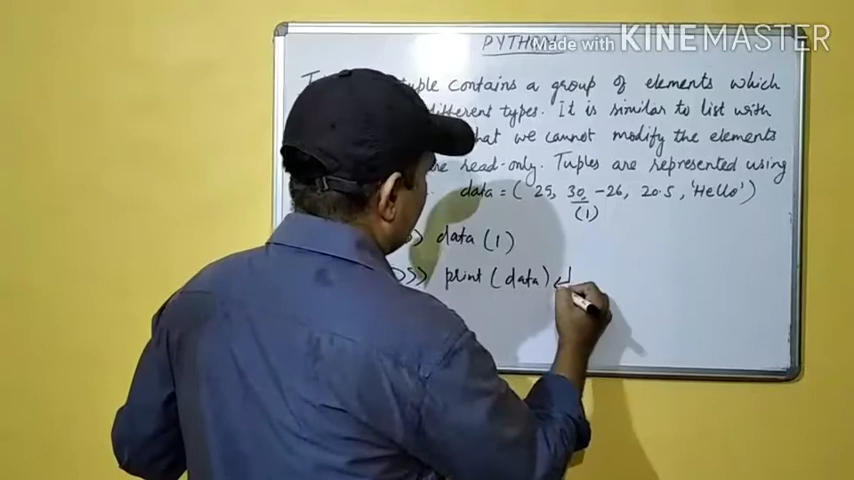 PYTHON
Made with KINEMASTER
tuple contains a group of elements which
different types. It is similar to list with
that we cannot modify the elements
are read-only. Tuples are represented using
data = ( 25, 30, -26, 20.5, 'Hello' )
(1)
data (1)
>>> print ( data ) ↵